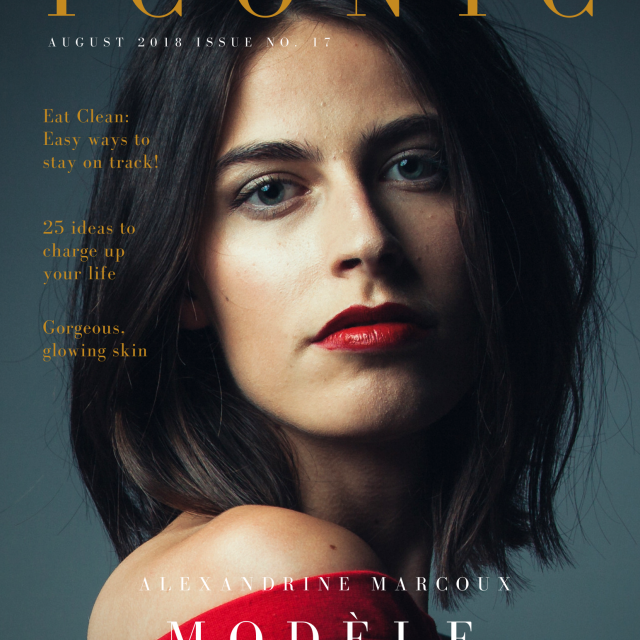 ICONIC
AUGUST 2018 ISSUE NO. 17
Eat Clean:
Easy ways to
stay on track!
25 ideas to
charge up
your life
Gorgeous,
glowing skin
ALEXANDRINE MARCOUX
MODÈLE